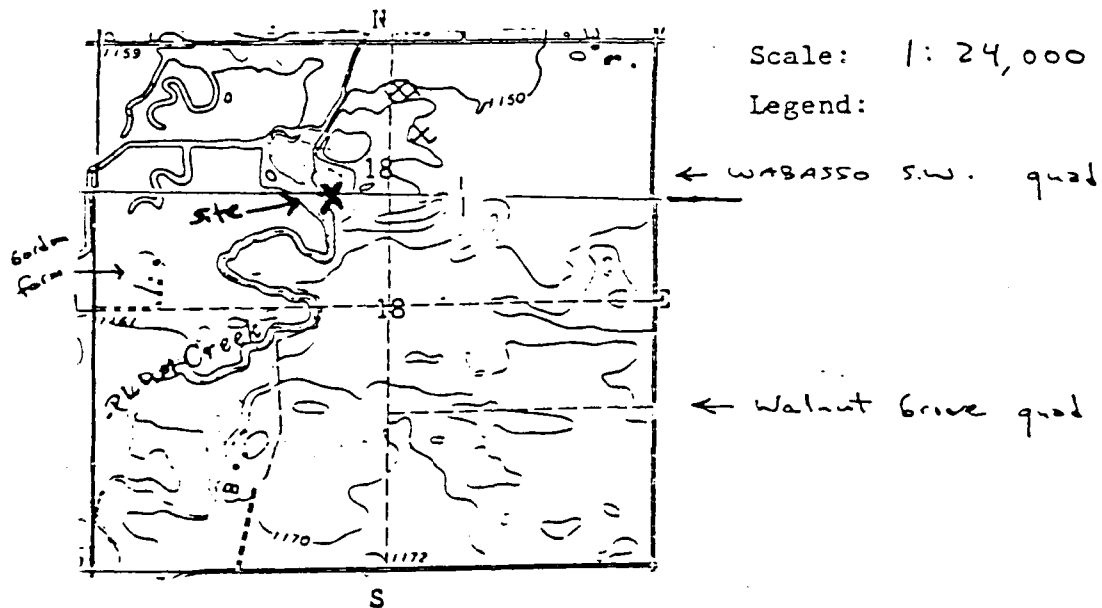 N
1159
Scale: 1:24,000
1150
Legend:
18
← WABASSO S.W. quad
site
Gordon
farm
18
1161
Plum Creek
← Walnut Grove quad
1170
1172
S